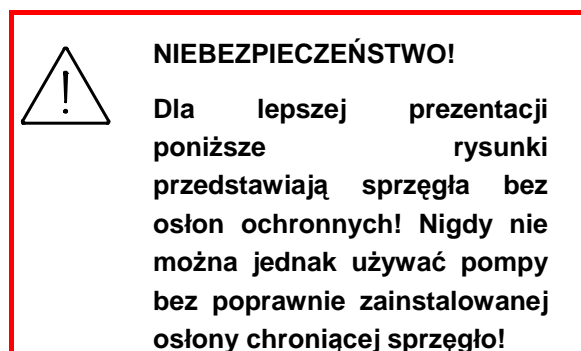 NIEBEZPIECZEŃSTWO!
Dla lepszej prezentacji
poniższe rysunki
przedstawiają sprzęgła bez
osłon ochronnych! Nigdy nie
można jednak używać pompy
bez poprawnie zainstalowanej
osłony chroniącej sprzęgło!